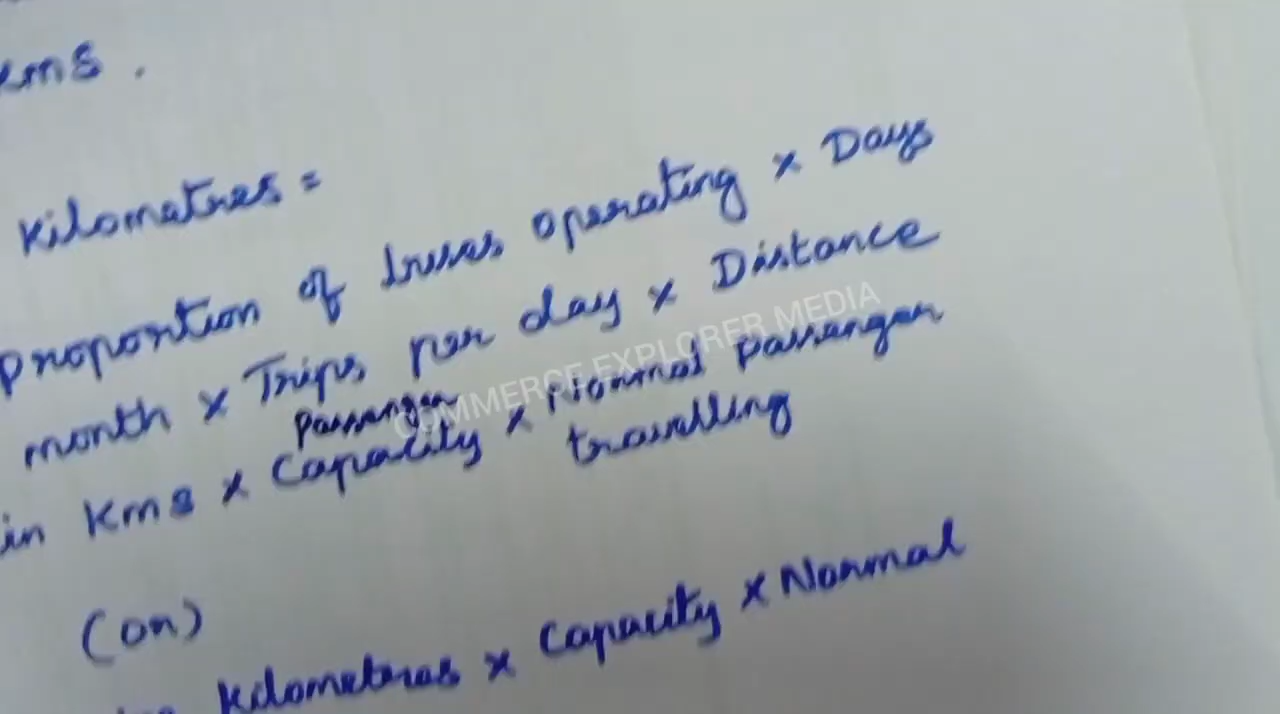 kms.
Kilometres =
Proportion of buses operating x Days
month x Trips per day x Distance
Passenger
in Kms x Capacity x Normal passenger
travelling
(or)
Kilometres x Capacity x Normal
COMMERCE EXPLORER MEDIA